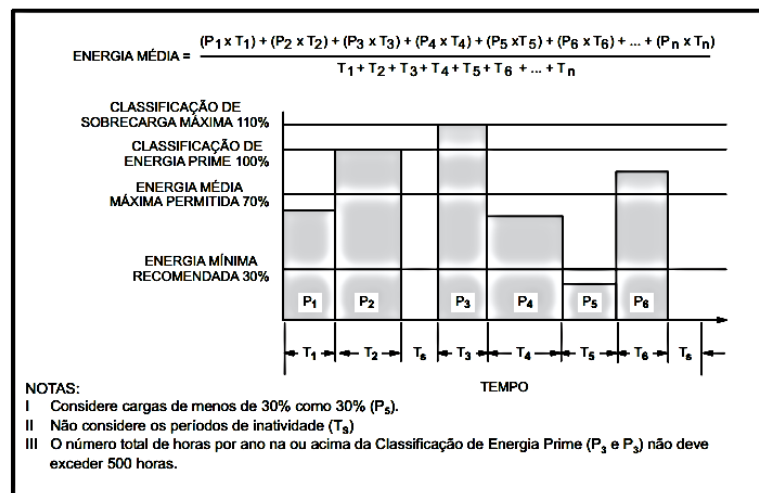 ENERGIA MÉDIA = (P₁ x T₁) + (P₂ x T₂) + (P₃ x T₃) + (P₄ x T₄) + (P₅ xT₅) + (P₆ x T₆) + ... + (Pₙ x Tₙ)
T₁ + T₂ + T₃ + T₄ + T₅ + T₆ + ... + Tₙ
CLASSIFICAÇÃO DE
SOBRECARGA MÁXIMA 110%
CLASSIFICAÇÃO DE
ENERGIA PRIME 100%
ENERGIA MÉDIA
MÁXIMA PERMITIDA 70%
ENERGIA MÍNIMA
RECOMENDADA 30%
P₁ P₂ P₃ P₄ P₅ P₆
T₁ T₂ Tₛ T₃ T₄ T₅ T₆ Tₛ
TEMPO
NOTAS:
I Considere cargas de menos de 30% como 30% (P₅).
II Não considere os períodos de inatividade (Tₛ)
III O número total de horas por ano na ou acima da Classificação de Energia Prime (P₃ e P₃) não deve
exceder 500 horas.